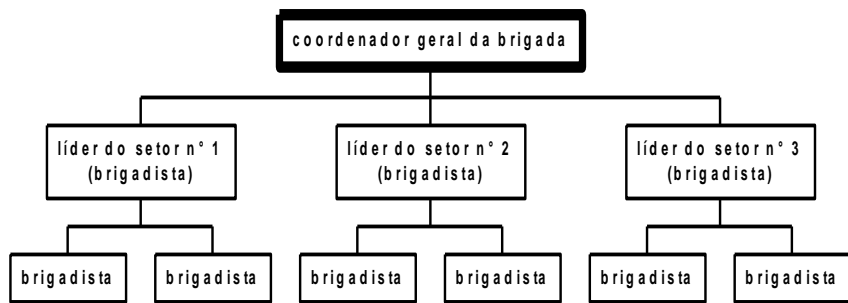 coordenador geral da brigada
líder do setor n° 1
(brigadista)
líder do setor n° 2
(brigadista)
líder do setor n° 3
(brigadista)
brigadista
brigadista
brigadista
brigadista
brigadista
brigadista